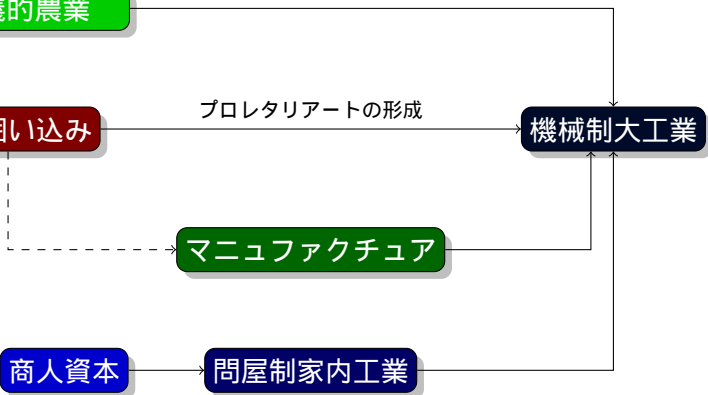 的農業
プロレタリアートの形成
い込み
機械制大工業
マニュファクチュア
商人資本
問屋制家内工業